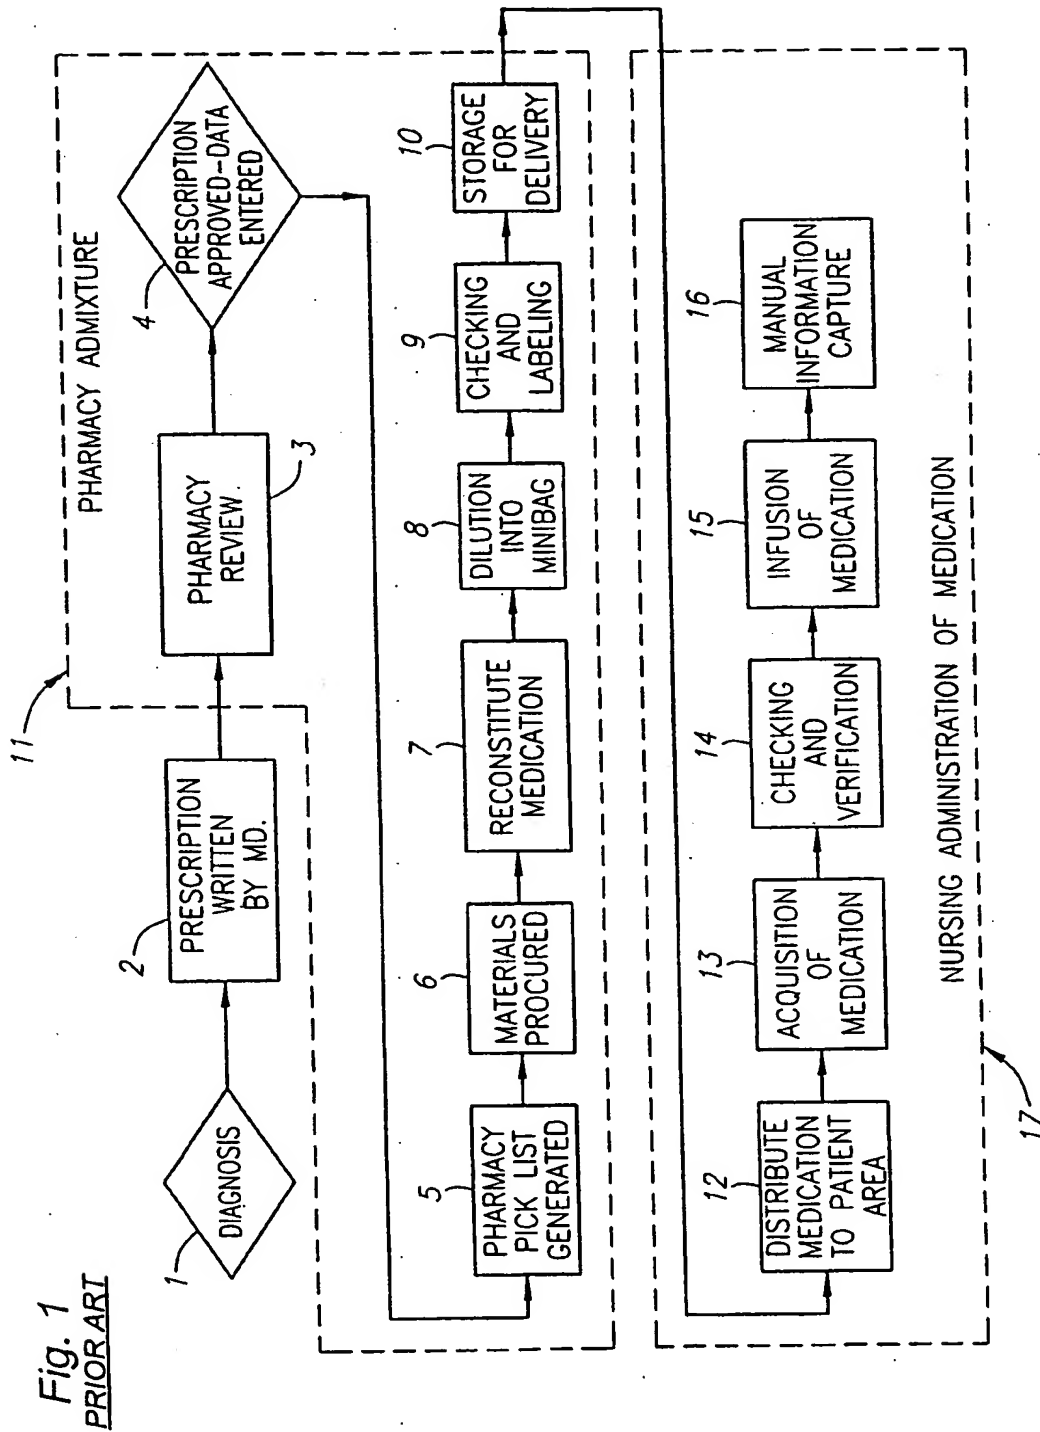 Fig. 1
PRIOR ART
1
DIAGNOSIS
2
PRESCRIPTION
WRITTEN
BY MD.
11
PHARMACY ADMIXTURE
PHARMACY
REVIEW.
3
4
PRESCRIPTION
APPROVED-DATA
ENTERED
5
PHARMACY
PICK LIST
GENERATED
6
MATERIALS
PROCURED
7
RECONSTITUTE
MEDICATION
8
DILUTION
INTO
MINIBAG
9
CHECKING
AND
LABELING
10
STORAGE
FOR
DELIVERY
12
DISTRIBUTE
MEDICATION
TO PATIENT
AREA
13
ACQUISITION
OF
MEDICATION
14
CHECKING
AND
VERIFICATION
15
INFUSION
OF
MEDICATION
16
MANUAL
INFORMATION
CAPTURE
NURSING ADMINISTRATION OF MEDICATION
17